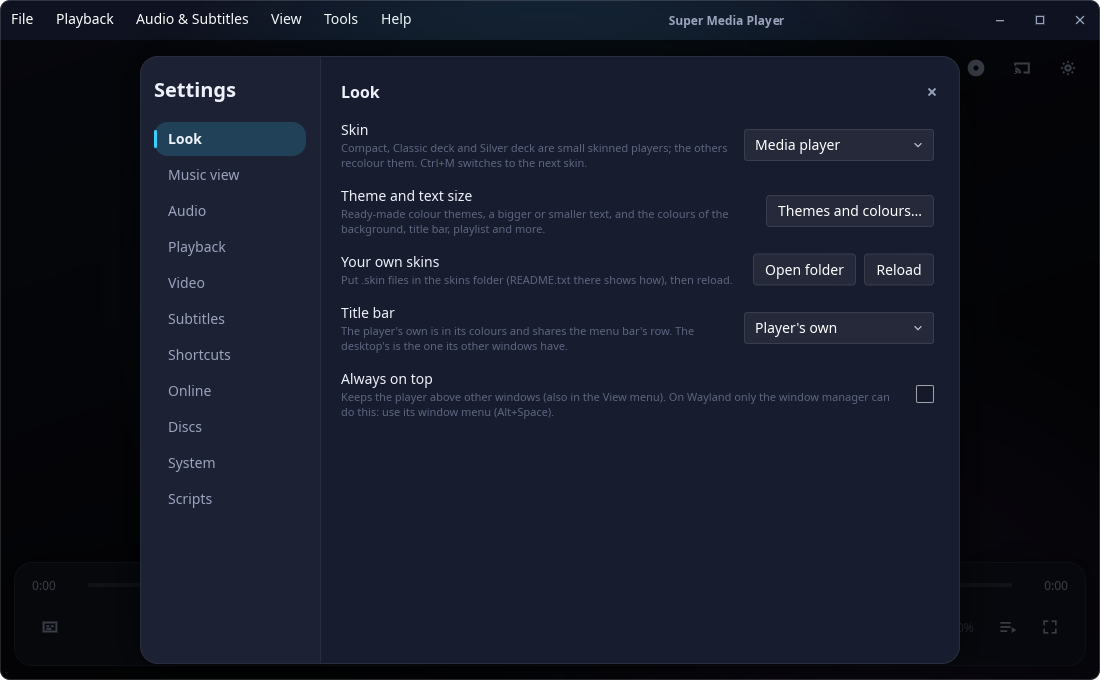 File Playback Audio & Subtitles View Tools Help Super Media Player
Settings
Look
Music view
Audio
Playback
Video
Subtitles
Shortcuts
Online
Discs
System
Scripts
Look
Skin
Compact, Classic deck and Silver deck are small skinned players; the others
recolour them. Ctrl+M switches to the next skin.
Media player
Theme and text size
Ready-made colour themes, a bigger or smaller text, and the colours of the
background, title bar, playlist and more.
Themes and colours...
Your own skins
Put .skin files in the skins folder (README.txt there shows how), then reload.
Open folder Reload
Title bar
The player's own is in its colours and shares the menu bar's row. The
desktop's is the one its other windows have.
Player's own
Always on top
Keeps the player above other windows (also in the View menu). On Wayland only the window manager can
do this: use its window menu (Alt+Space).
0:00 0:00